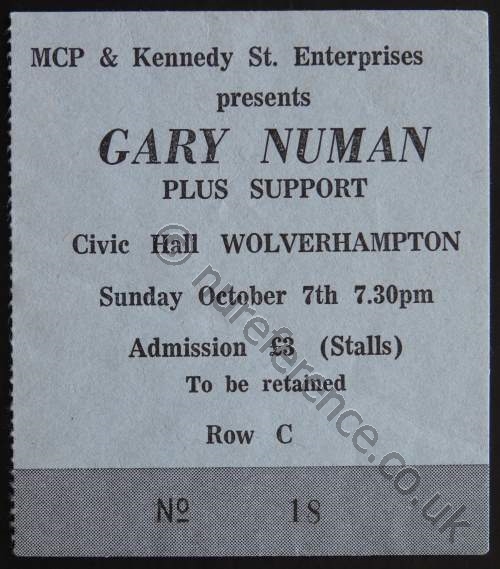 MCP & Kennedy St. Enterprises
presents
GARY NUMAN
PLUS SUPPORT
Civic Hall WOLVERHAMPTON
Sunday October 7th 7.30pm
Admission £3 (Stalls)
To be retained
Row C
Nº 18
© nureference.co.uk